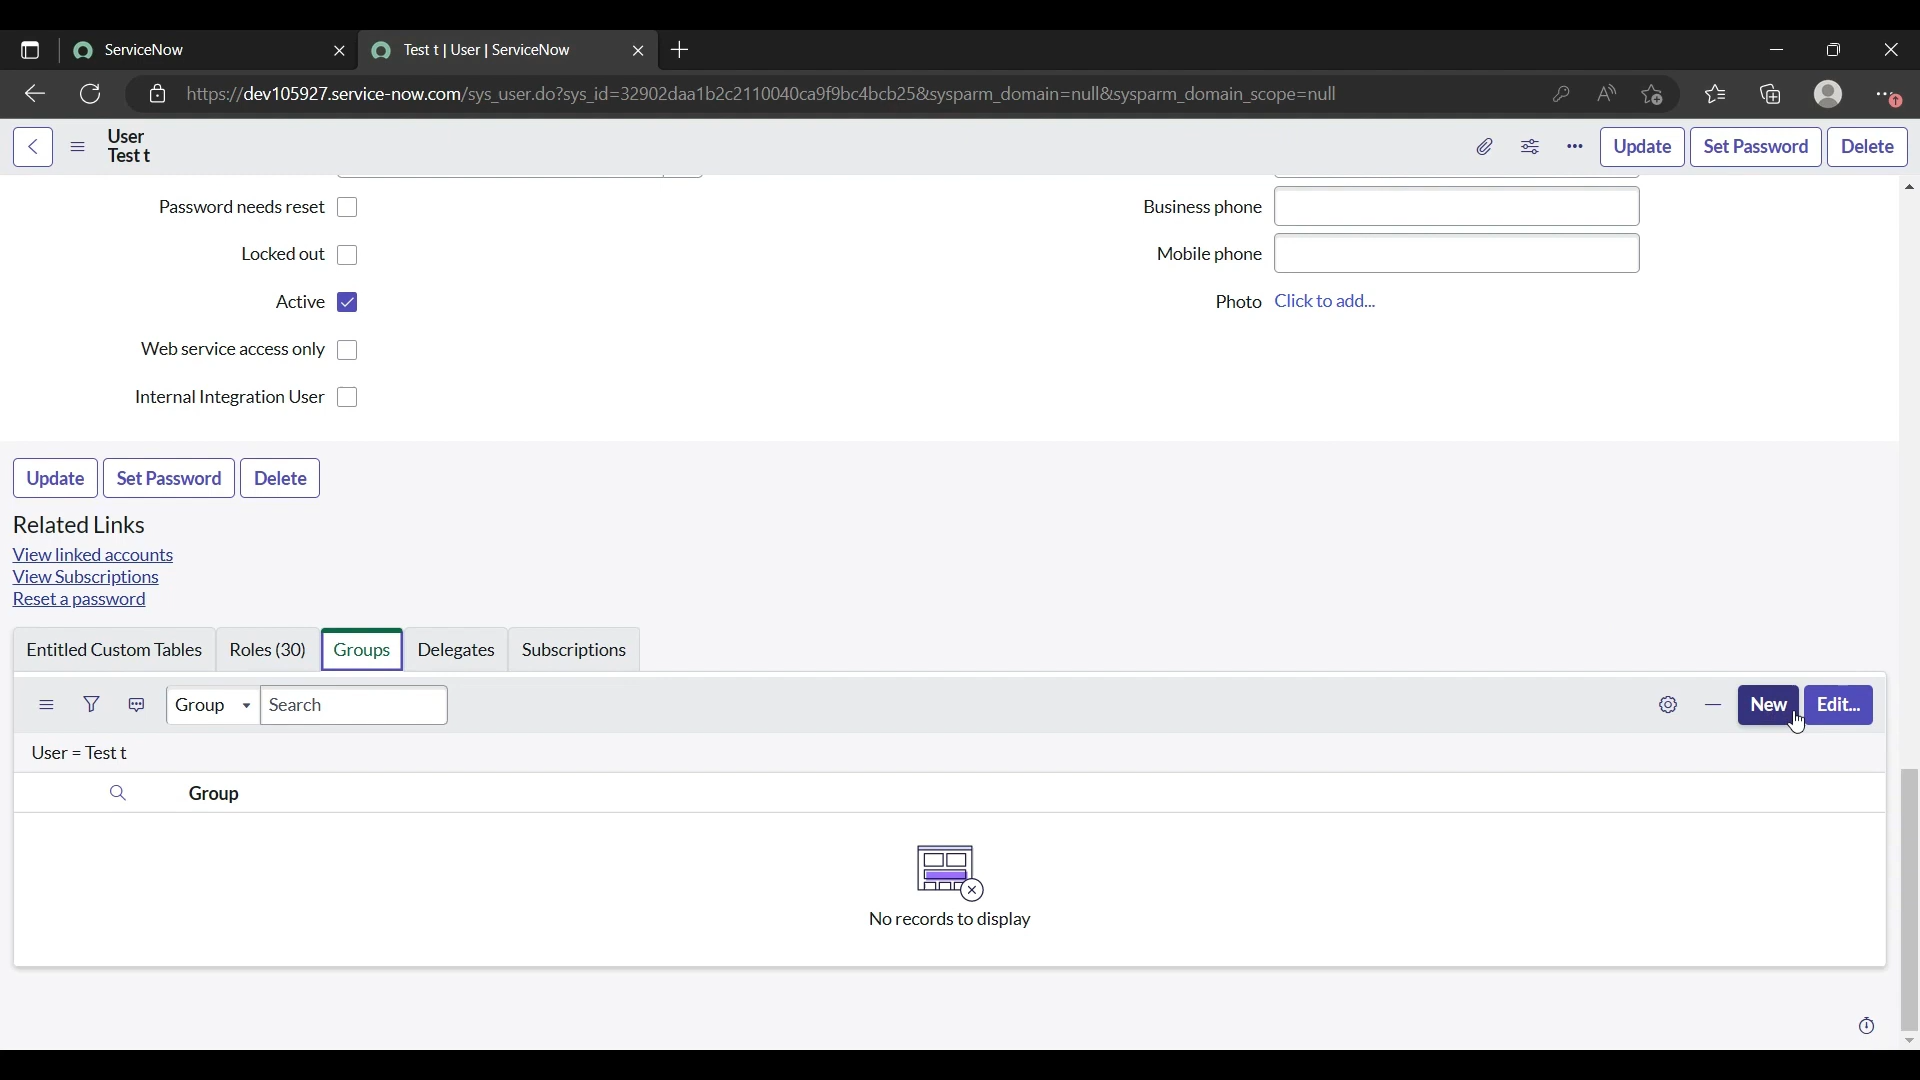 ServiceNow
Test t | User | ServiceNow
https://dev105927.service-now.com/sys_user.do?sys_id=32902daa1b2c2110040ca9f9bc4bcb25&sysparm_domain=null&sysparm_domain_scope=null
User
Test t
Update Set Password Delete
Password needs reset
Business phone
Locked out
Mobile phone
Active
Photo Click to add...
Web service access only
Internal Integration User
Update Set Password Delete
Related Links
View linked accounts
View Subscriptions
Reset a password
Entitled Custom Tables Roles (30) Groups Delegates Subscriptions
Group Search New Edit...
User = Test t
Group
No records to display